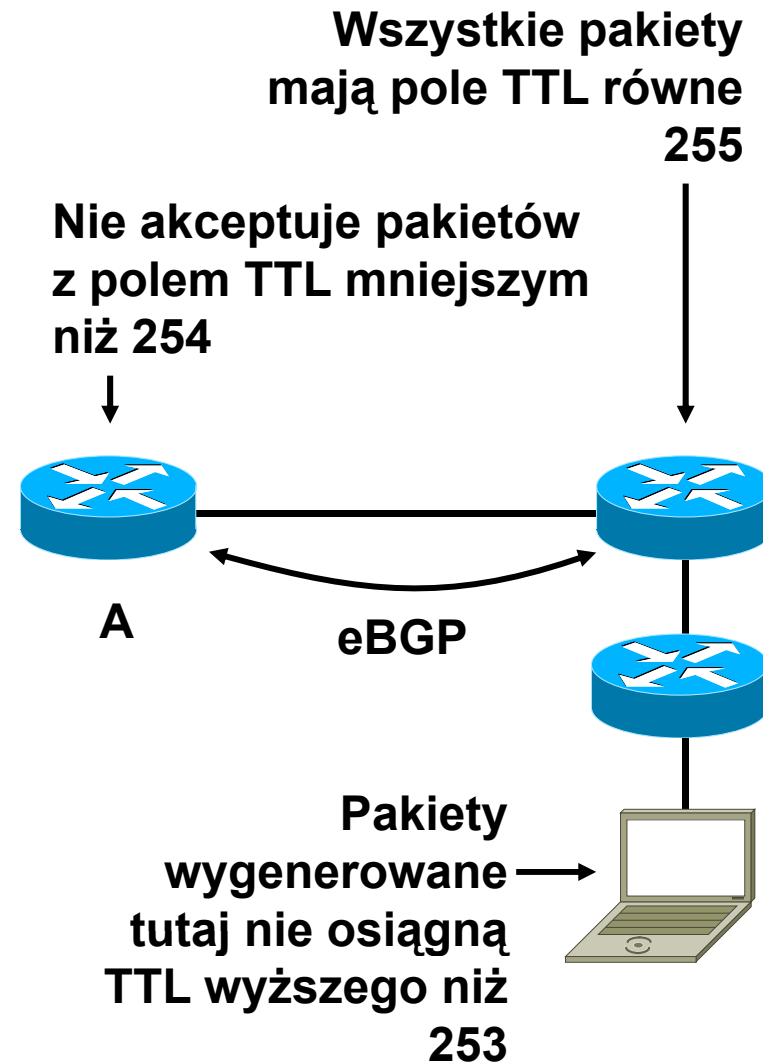 Wszystkie pakiety
mają pole TTL równe
255
Nie akceptuje pakietów
z polem TTL mniejszym
niż 254
A
eBGP
Pakiety
wygenerowane
tutaj nie osiągną
TTL wyższego niż
253